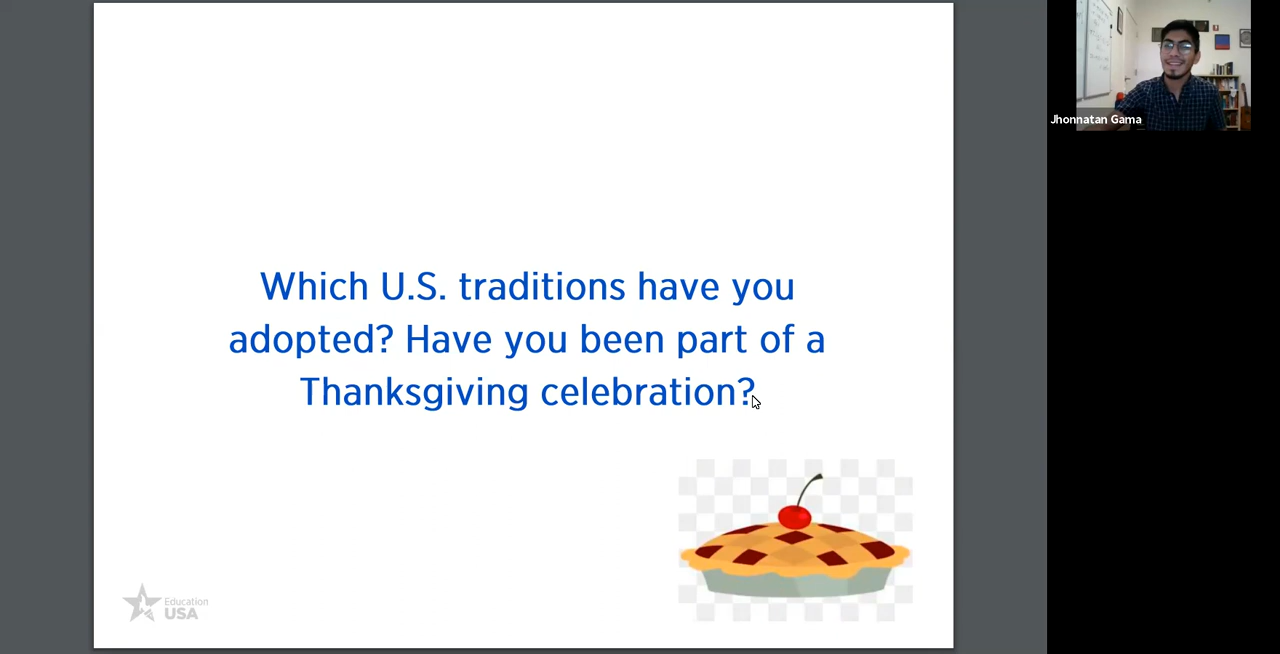 Which U.S. traditions have you
adopted? Have you been part of a
Thanksgiving celebration?
Education
USA
Jhonnatan Gama